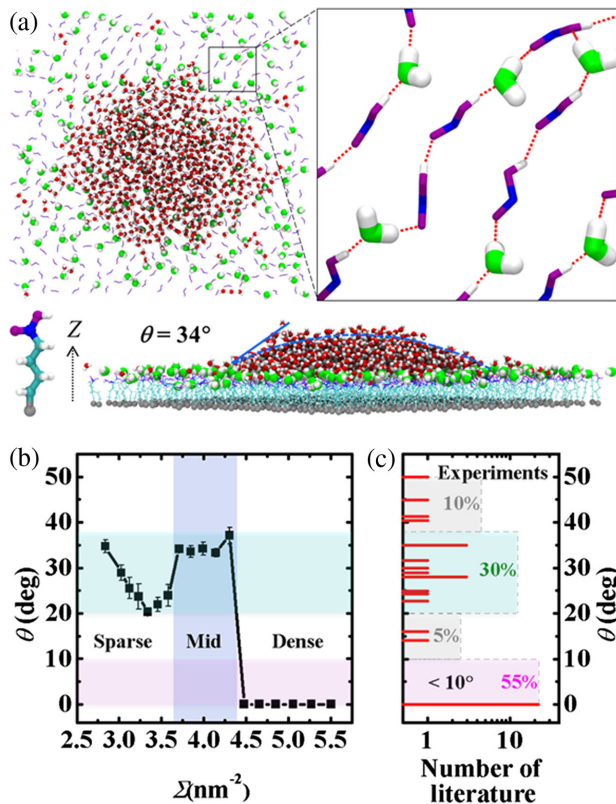 (a)
Z
θ = 34°
(b)
θ (deg)
50
40
30
20
10
0
Sparse
Mid
Dense
2.5 3.0 3.5 4.0 4.5 5.0 5.5
Σ(nm⁻²)
(c)
Experiments
10%
30%
5%
< 10°
55%
50
40
30
20
10
0
θ (deg)
1
10
Number of
literature